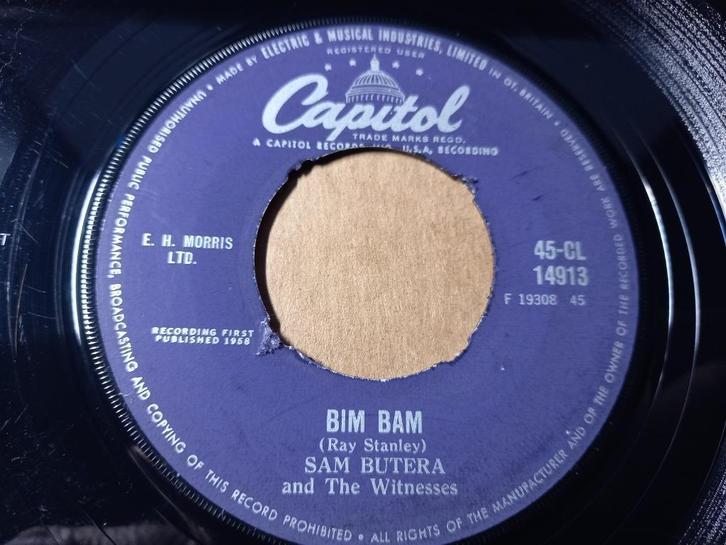 MADE BY ELECTRIC & MUSICAL INDUSTRIES, LIMITED IN GT. BRITAIN •
REGISTERED USER
Capitol
TRADE MARKS REGD.
A CAPITOL RECORDS INC. U.S.A. RECORDING
E. H. MORRIS
LTD.
45-CL
14913
F 19308 45
RECORDING FIRST
PUBLISHED 1958
BIM BAM
(Ray Stanley)
SAM BUTERA
and The Witnesses
ALL RIGHTS OF THE MANUFACTURER AND OF THE OWNER OF THE RECORDED WORK ARE RESERVED
• UNAUTHORISED PUBLIC PERFORMANCE, BROADCASTING AND COPYING OF THIS RECORD PROHIBITED •